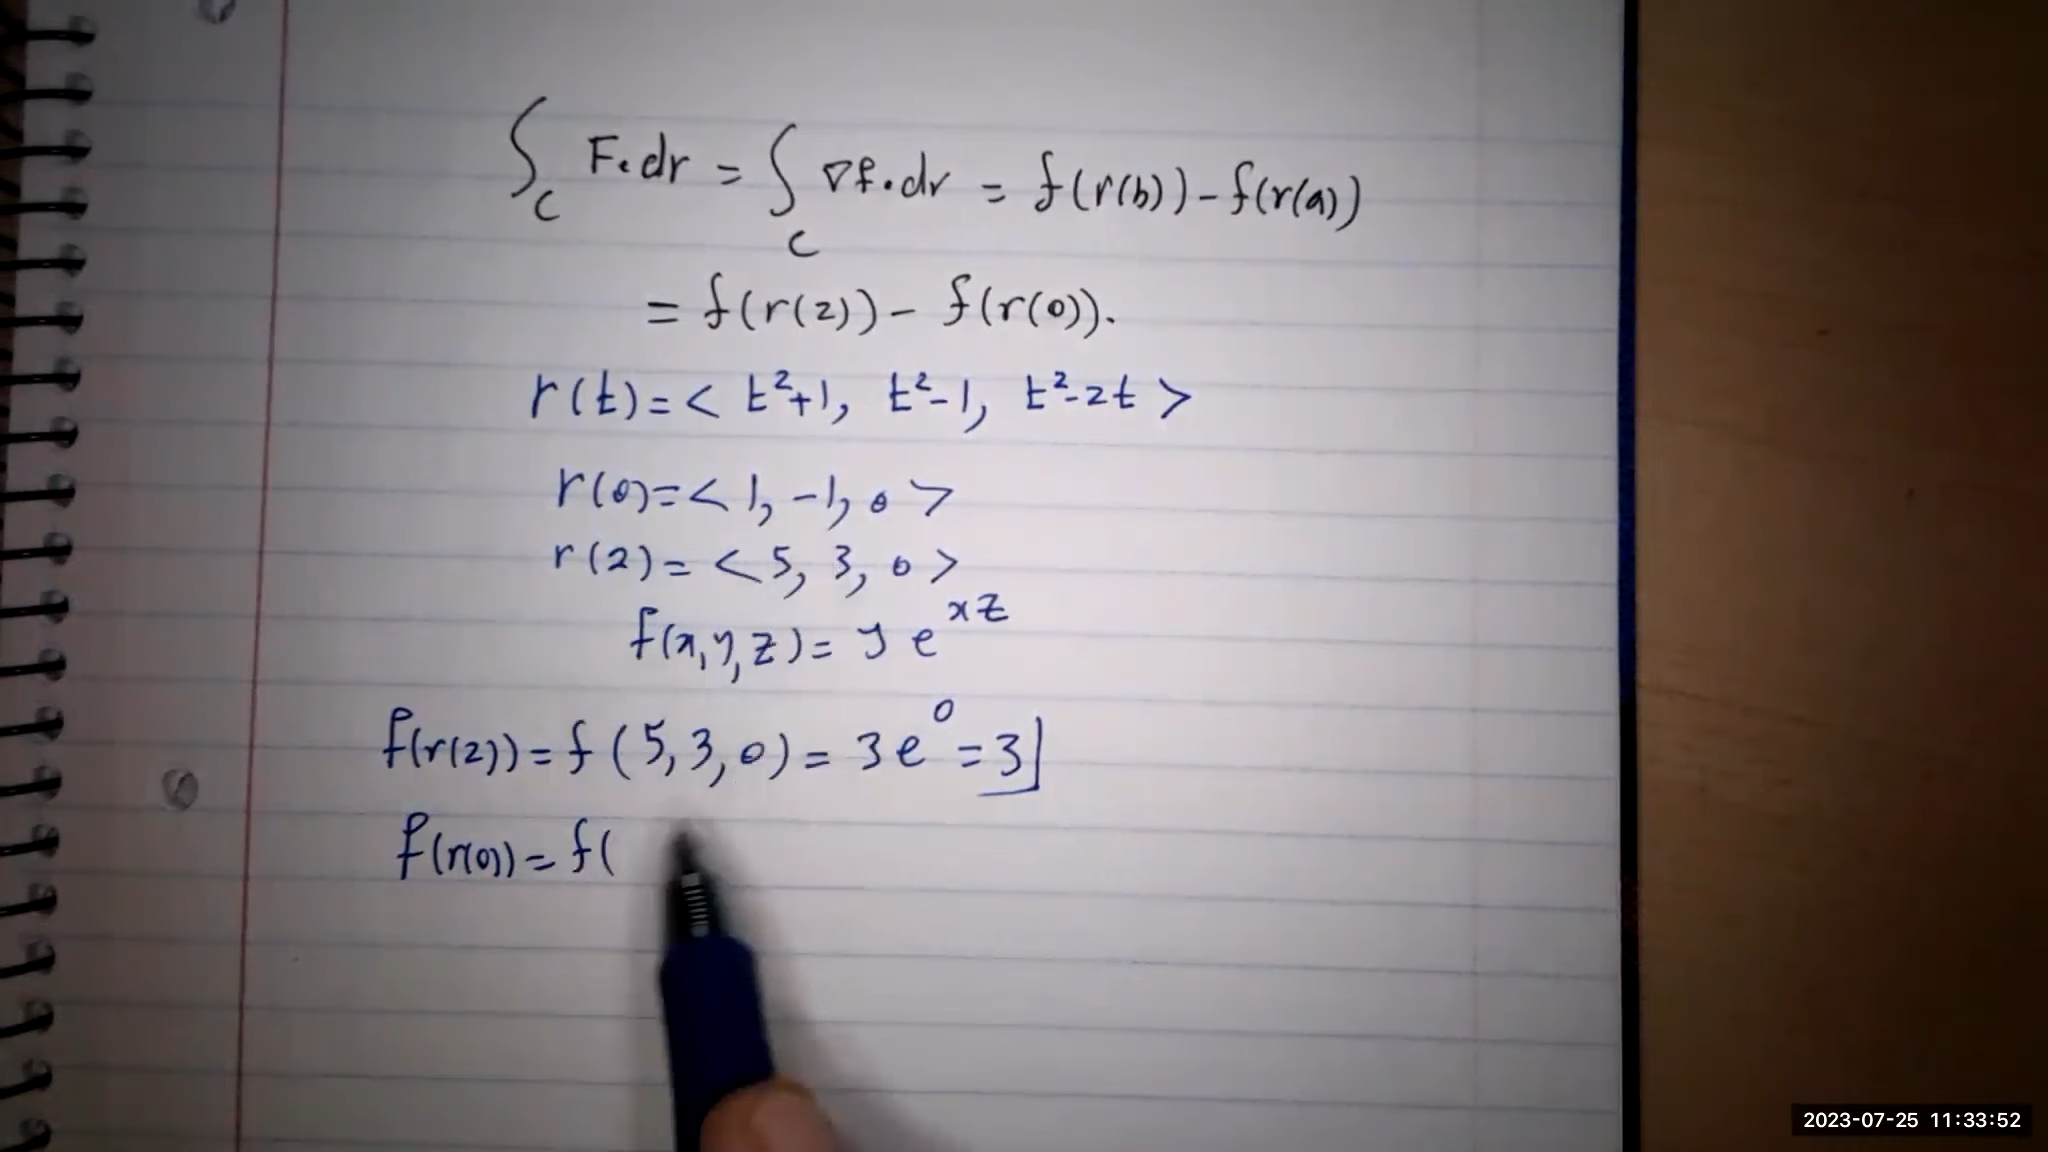 ∫_C F·dr = ∫_C ∇f·dr = f(r(b)) - f(r(a))
= f(r(2)) - f(r(0)).
r(t) = < t²+1, t²-1, t²-2t >
r(0) = < 1, -1, 0 >
r(2) = < 5, 3, 0 >
f(x,y,z) = y e^{xz}
f(r(2)) = f(5,3,0) = 3e^0 = 3
f(r(0)) = f(
2023-07-25 11:33:52